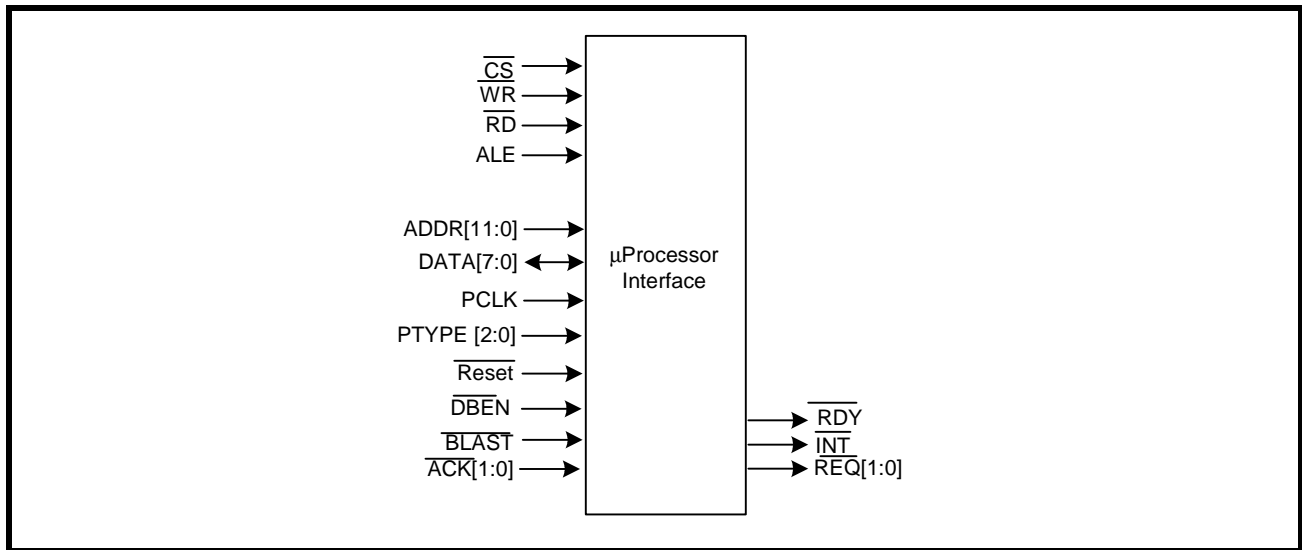 CS
WR
RD
ALE
ADDR[11:0]
DATA[7:0]
PCLK
PTYPE [2:0]
Reset
DBEN
BLAST
ACK[1:0]
μProcessor
Interface
RDY
INT
REQ[1:0]